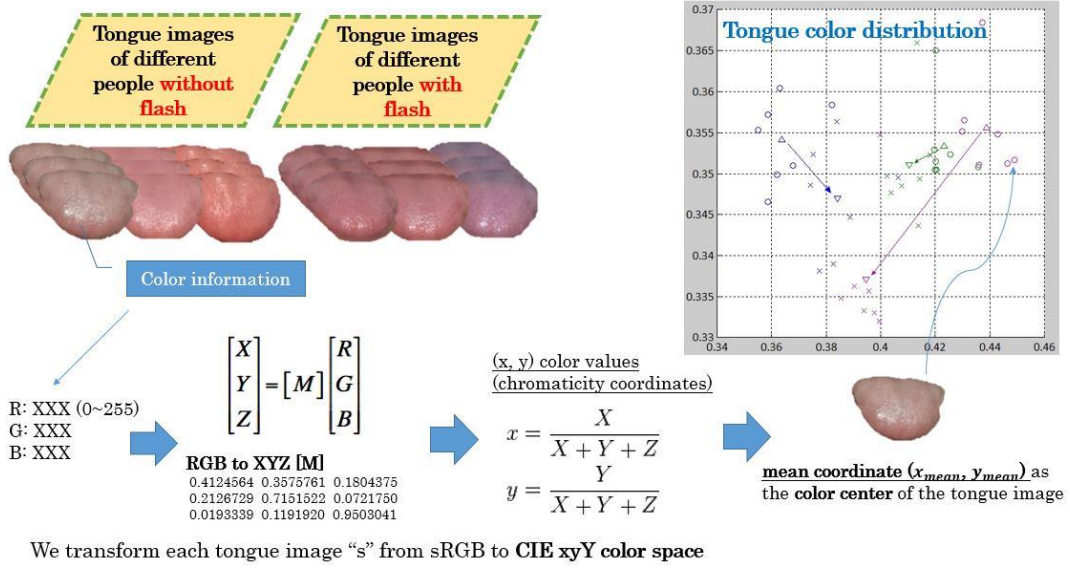 Tongue images
of different
people without
flash
Tongue images
of different
people with
flash
Color information
R: XXX (0~255)
G: XXX
B: XXX
[X Y Z] = [M] [R G B]
RGB to XYZ [M]
0.4124564 0.3575761 0.1804375
0.2126729 0.7151522 0.0721750
0.0193339 0.1191920 0.9503041
(x, y) color values
(chromaticity coordinates)
x = X / (X + Y + Z)
y = Y / (X + Y + Z)
Tongue color distribution
0.37
0.365
0.36
0.355
0.35
0.345
0.34
0.335
0.33
0.34 0.36 0.38 0.4 0.42 0.44 0.46
mean coordinate (xmean, ymean) as
the color center of the tongue image
We transform each tongue image “s” from sRGB to CIE xyY color space